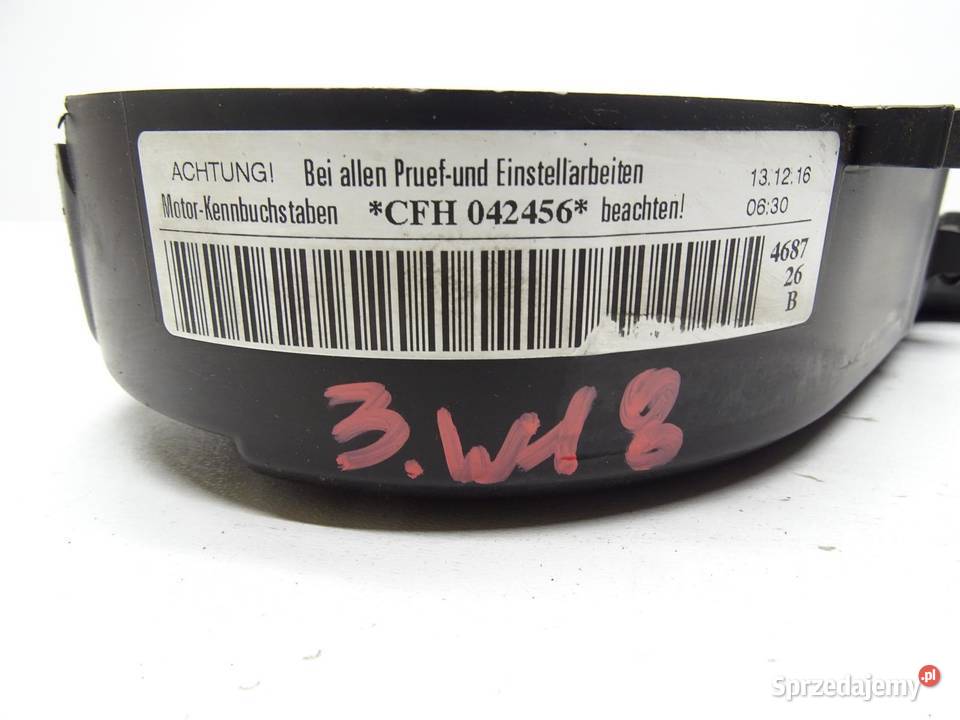 ACHTUNG! Bei allen Pruef-und Einstellarbeiten 13.12.16
Motor-Kennbuchstaben *CFH 042456* beachten! 06:30
4687
26
B
3.W18
Sprzedajemy.pl